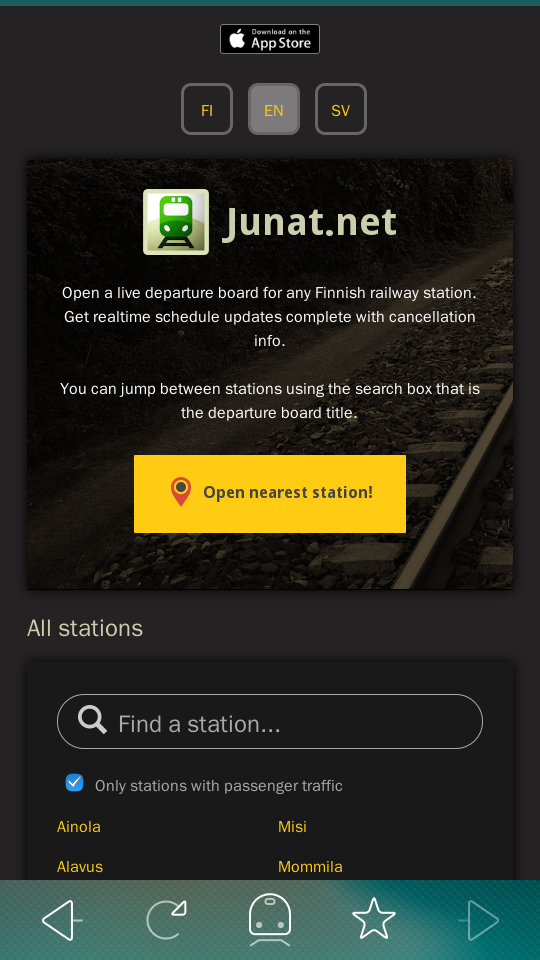 Download on the
App Store
FI EN SV
Junat.net
Open a live departure board for any Finnish railway station.
Get realtime schedule updates complete with cancellation
info.
You can jump between stations using the search box that is
the departure board title.
Open nearest station!
All stations
Find a station...
Only stations with passenger traffic
Ainola Misi
Alavus Mommila